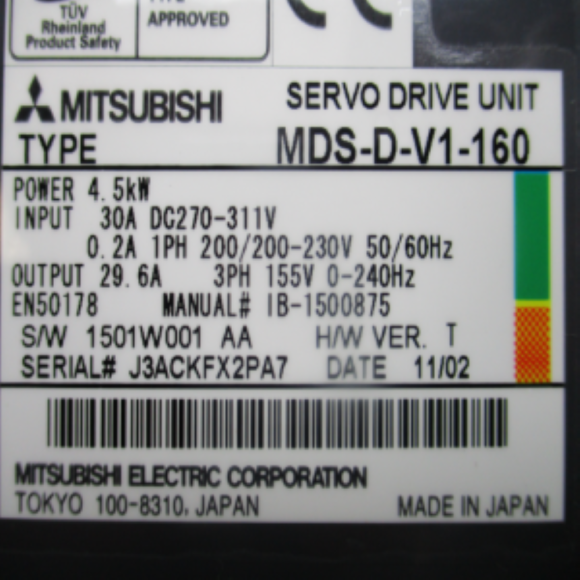 TÜV
Rheinland
Product Safety
APPROVED
CE
MITSUBISHI SERVO DRIVE UNIT
TYPE MDS-D-V1-160
POWER 4.5kW
INPUT 30A DC270-311V
0.2A 1PH 200/200-230V 50/60Hz
OUTPUT 29.6A 3PH 155V 0-240Hz
EN50178 MANUAL# IB-1500875
S/W 1501W001 AA H/W VER. T
SERIAL# J3ACKFX2PA7 DATE 11/02
MITSUBISHI ELECTRIC CORPORATION
TOKYO 100-8310, JAPAN MADE IN JAPAN